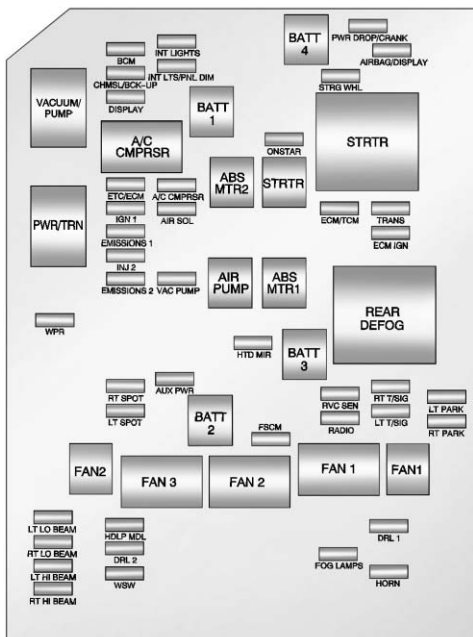 BATT
4
PWR DROP/CRANK
INT LIGHTS
BCM
AIRBAG/DISPLAY
INT LTS/PNL DIM
CHMSL/BCK-UP
STRG WHL
VACUUM/
PUMP
DISPLAY
BATT
1
A/C
CMPRSR
STRTR
ONSTAR
ABS
MTR2
STRTR
ETC/ECM
A/C CMPRSR
PWR/TRN
IGN 1
AIR SOL
ECM/TCM
TRANS
EMISSIONS 1
ECM IGN
INJ 2
AIR
PUMP
ABS
MTR1
EMISSIONS 2
VAC PUMP
REAR
DEFOG
WPR
HTD MIR
BATT
3
RT SPOT
AUX PWR
RVC SEN
RT T/SIG
LT PARK
LT SPOT
BATT
2
FSCM
RADIO
LT T/SIG
RT PARK
FAN2
FAN 3
FAN 2
FAN 1
FAN1
LT LO BEAM
HDLP MDL
DRL 1
RT LO BEAM
DRL 2
FOG LAMPS
LT HI BEAM
WSW
HORN
RT HI BEAM